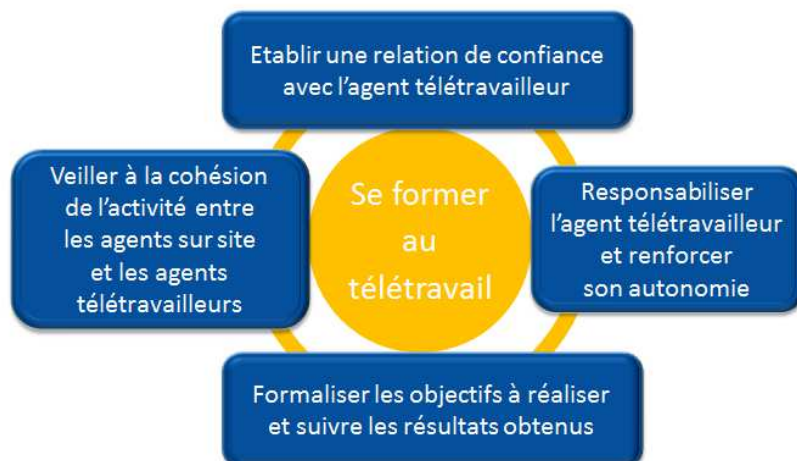 Etablir une relation de confiance
avec l'agent télétravailleur
Veiller à la cohésion
de l'activité entre
les agents sur site
et les agents
télétravailleurs
Se former
au
télétravail
Responsabiliser
l'agent télétravailleur
et renforcer
son autonomie
Formaliser les objectifs à réaliser
et suivre les résultats obtenus